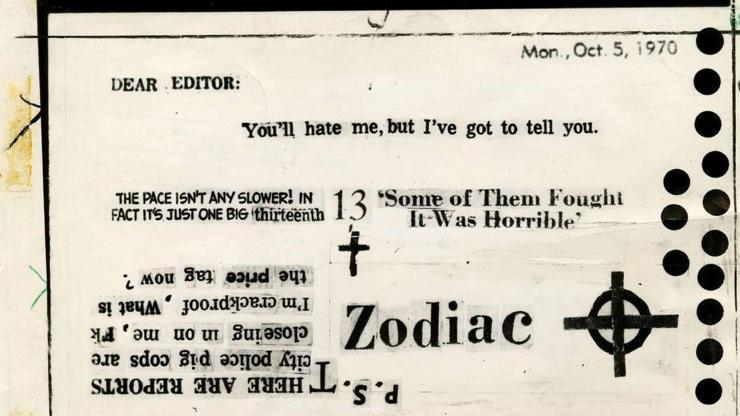 Mon., Oct. 5, 1970
DEAR EDITOR:
You'll hate me, but I've got to tell you.
THE PACE ISN'T ANY SLOWER! IN
FACT IT'S JUST ONE BIG thirteenth
13 'Some of Them Fought
It Was Horrible'
Zodiac
P.S. THERE ARE REPORTS
city police pig cops are
closeing in on me, Fk
I'm crackproof, What is
the price tag now ?